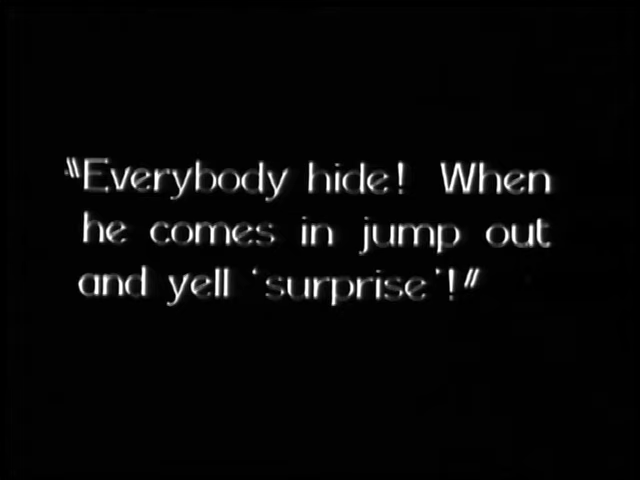 "Everybody hide! When
he comes in jump out
and yell 'surprise'!"